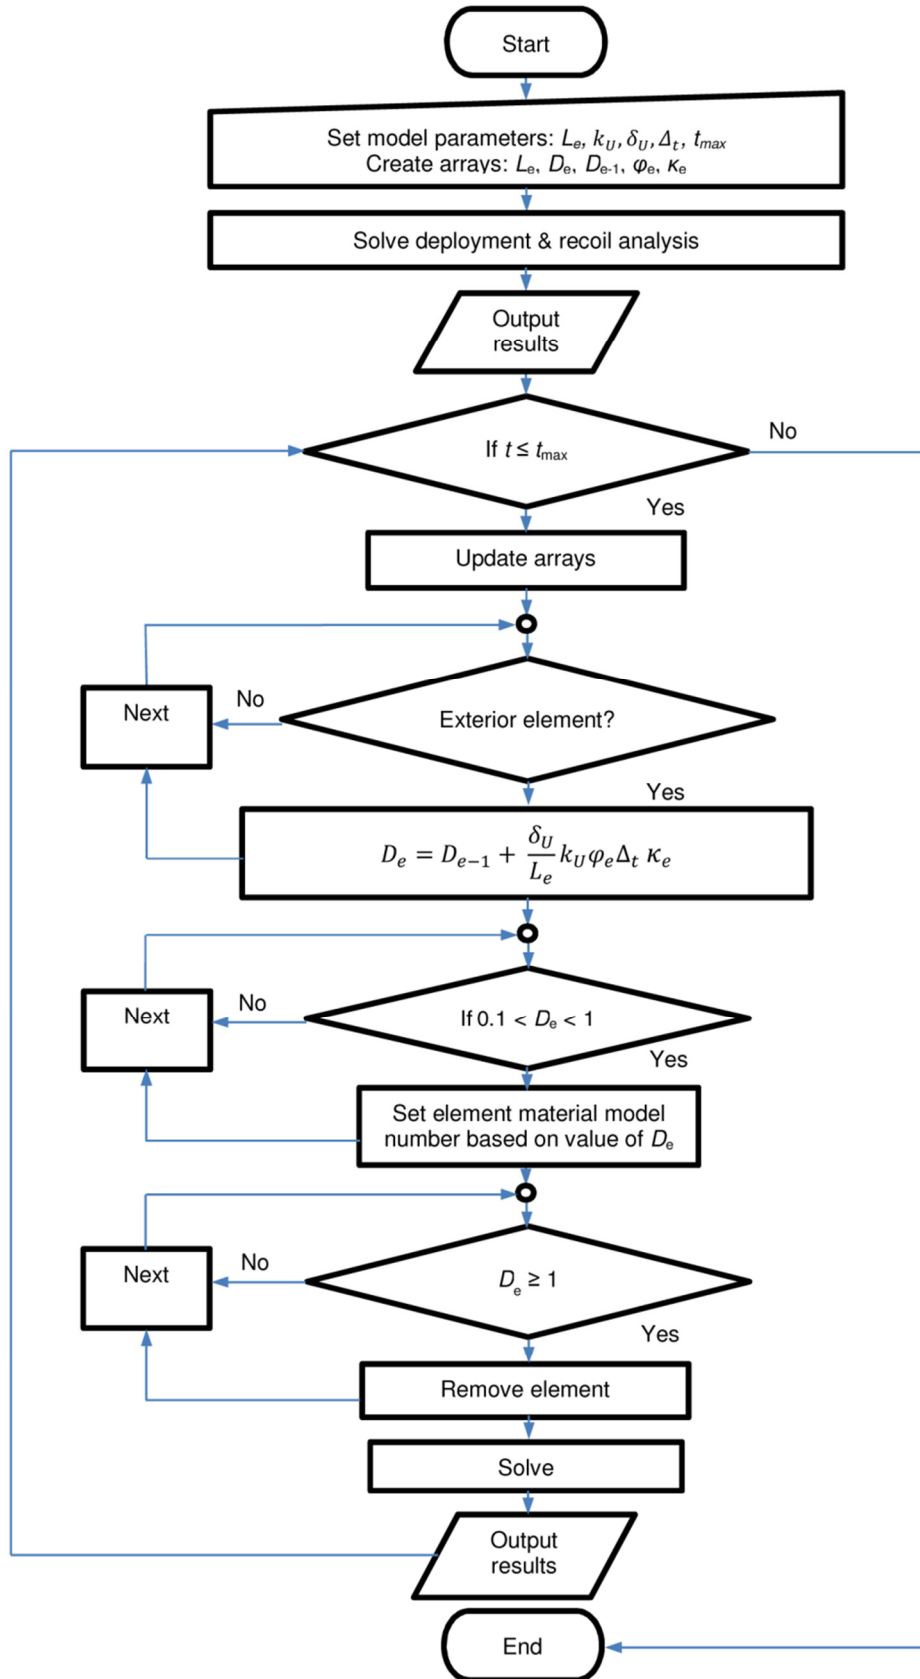 Start
Set model parameters: Lₑ, k_U, δ_U, Δₜ, t_max
Create arrays: Lₑ, Dₑ, Dₑ₋₁, φₑ, κₑ
Solve deployment & recoil analysis
Output
results
If t ≤ t_max
No
Yes
Update arrays
Next
No
Exterior element?
Yes
Dₑ = Dₑ₋₁ + δ_U/Lₑ k_U φₑ Δₜ κₑ
Next
No
If 0.1 < Dₑ < 1
Yes
Set element material model
number based on value of Dₑ
Next
No
Dₑ ≥ 1
Yes
Remove element
Solve
Output
results
End